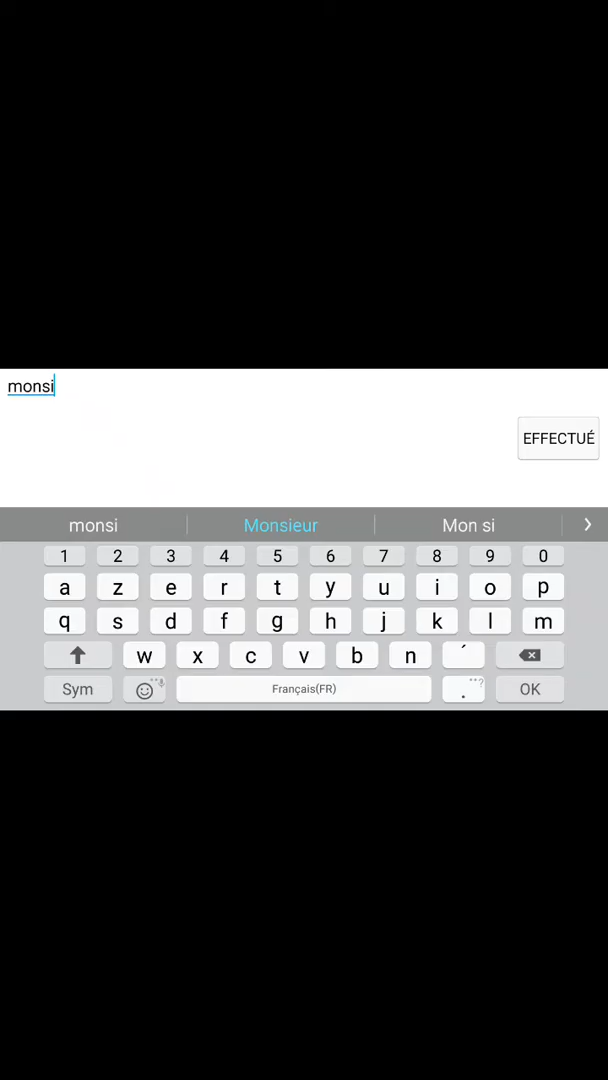 monsi
EFFECTUÉ
monsi Monsieur Mon si
1 2 3 4 5 6 7 8 9 0
a z e r t y u i o p
q s d f g h j k l m
w x c v b n ´
Sym Français(FR) . ...? OK